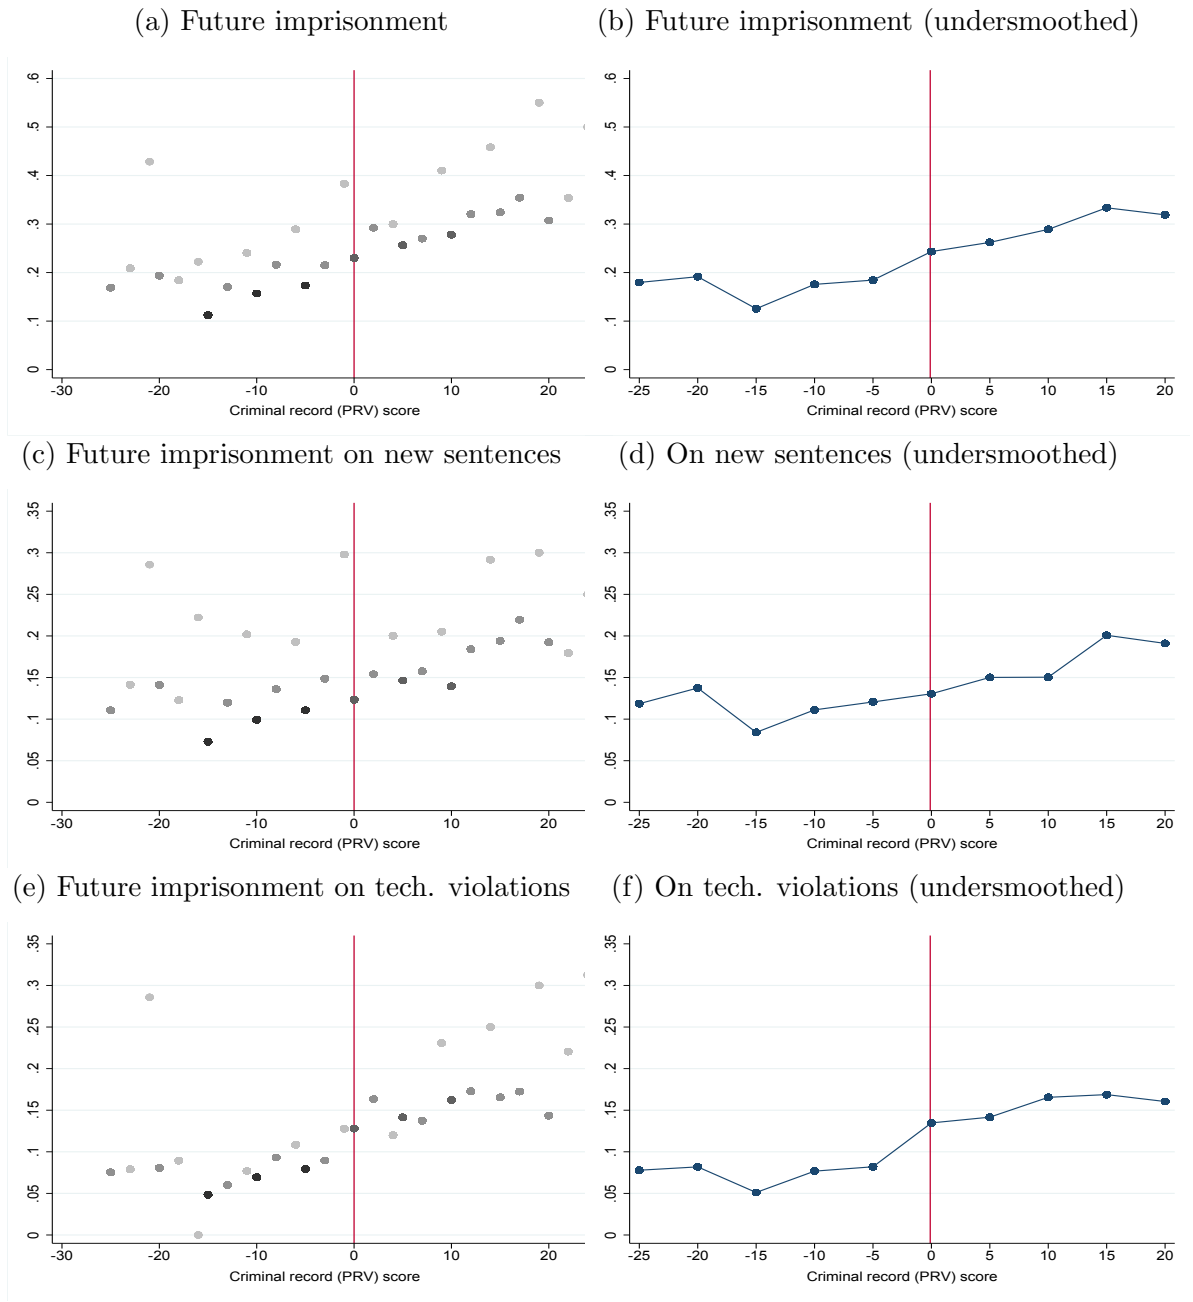 (a) Future imprisonment
(b) Future imprisonment (undersmoothed)
.6
.5
.4
.3
.2
.1
0
-30 -20 -10 0 10 20
Criminal record (PRV) score
.6
.5
.4
.3
.2
.1
0
-25 -20 -15 -10 -5 0 5 10 15 20
Criminal record (PRV) score
(c) Future imprisonment on new sentences
(d) On new sentences (undersmoothed)
.35
.3
.25
.2
.15
.1
.05
0
-30 -20 -10 0 10 20
Criminal record (PRV) score
.35
.3
.25
.2
.15
.1
.05
0
-25 -20 -15 -10 -5 0 5 10 15 20
Criminal record (PRV) score
(e) Future imprisonment on tech. violations
(f) On tech. violations (undersmoothed)
.35
.3
.25
.2
.15
.1
.05
0
-30 -20 -10 0 10 20
Criminal record (PRV) score
.35
.3
.25
.2
.15
.1
.05
0
-25 -20 -15 -10 -5 0 5 10 15 20
Criminal record (PRV) score